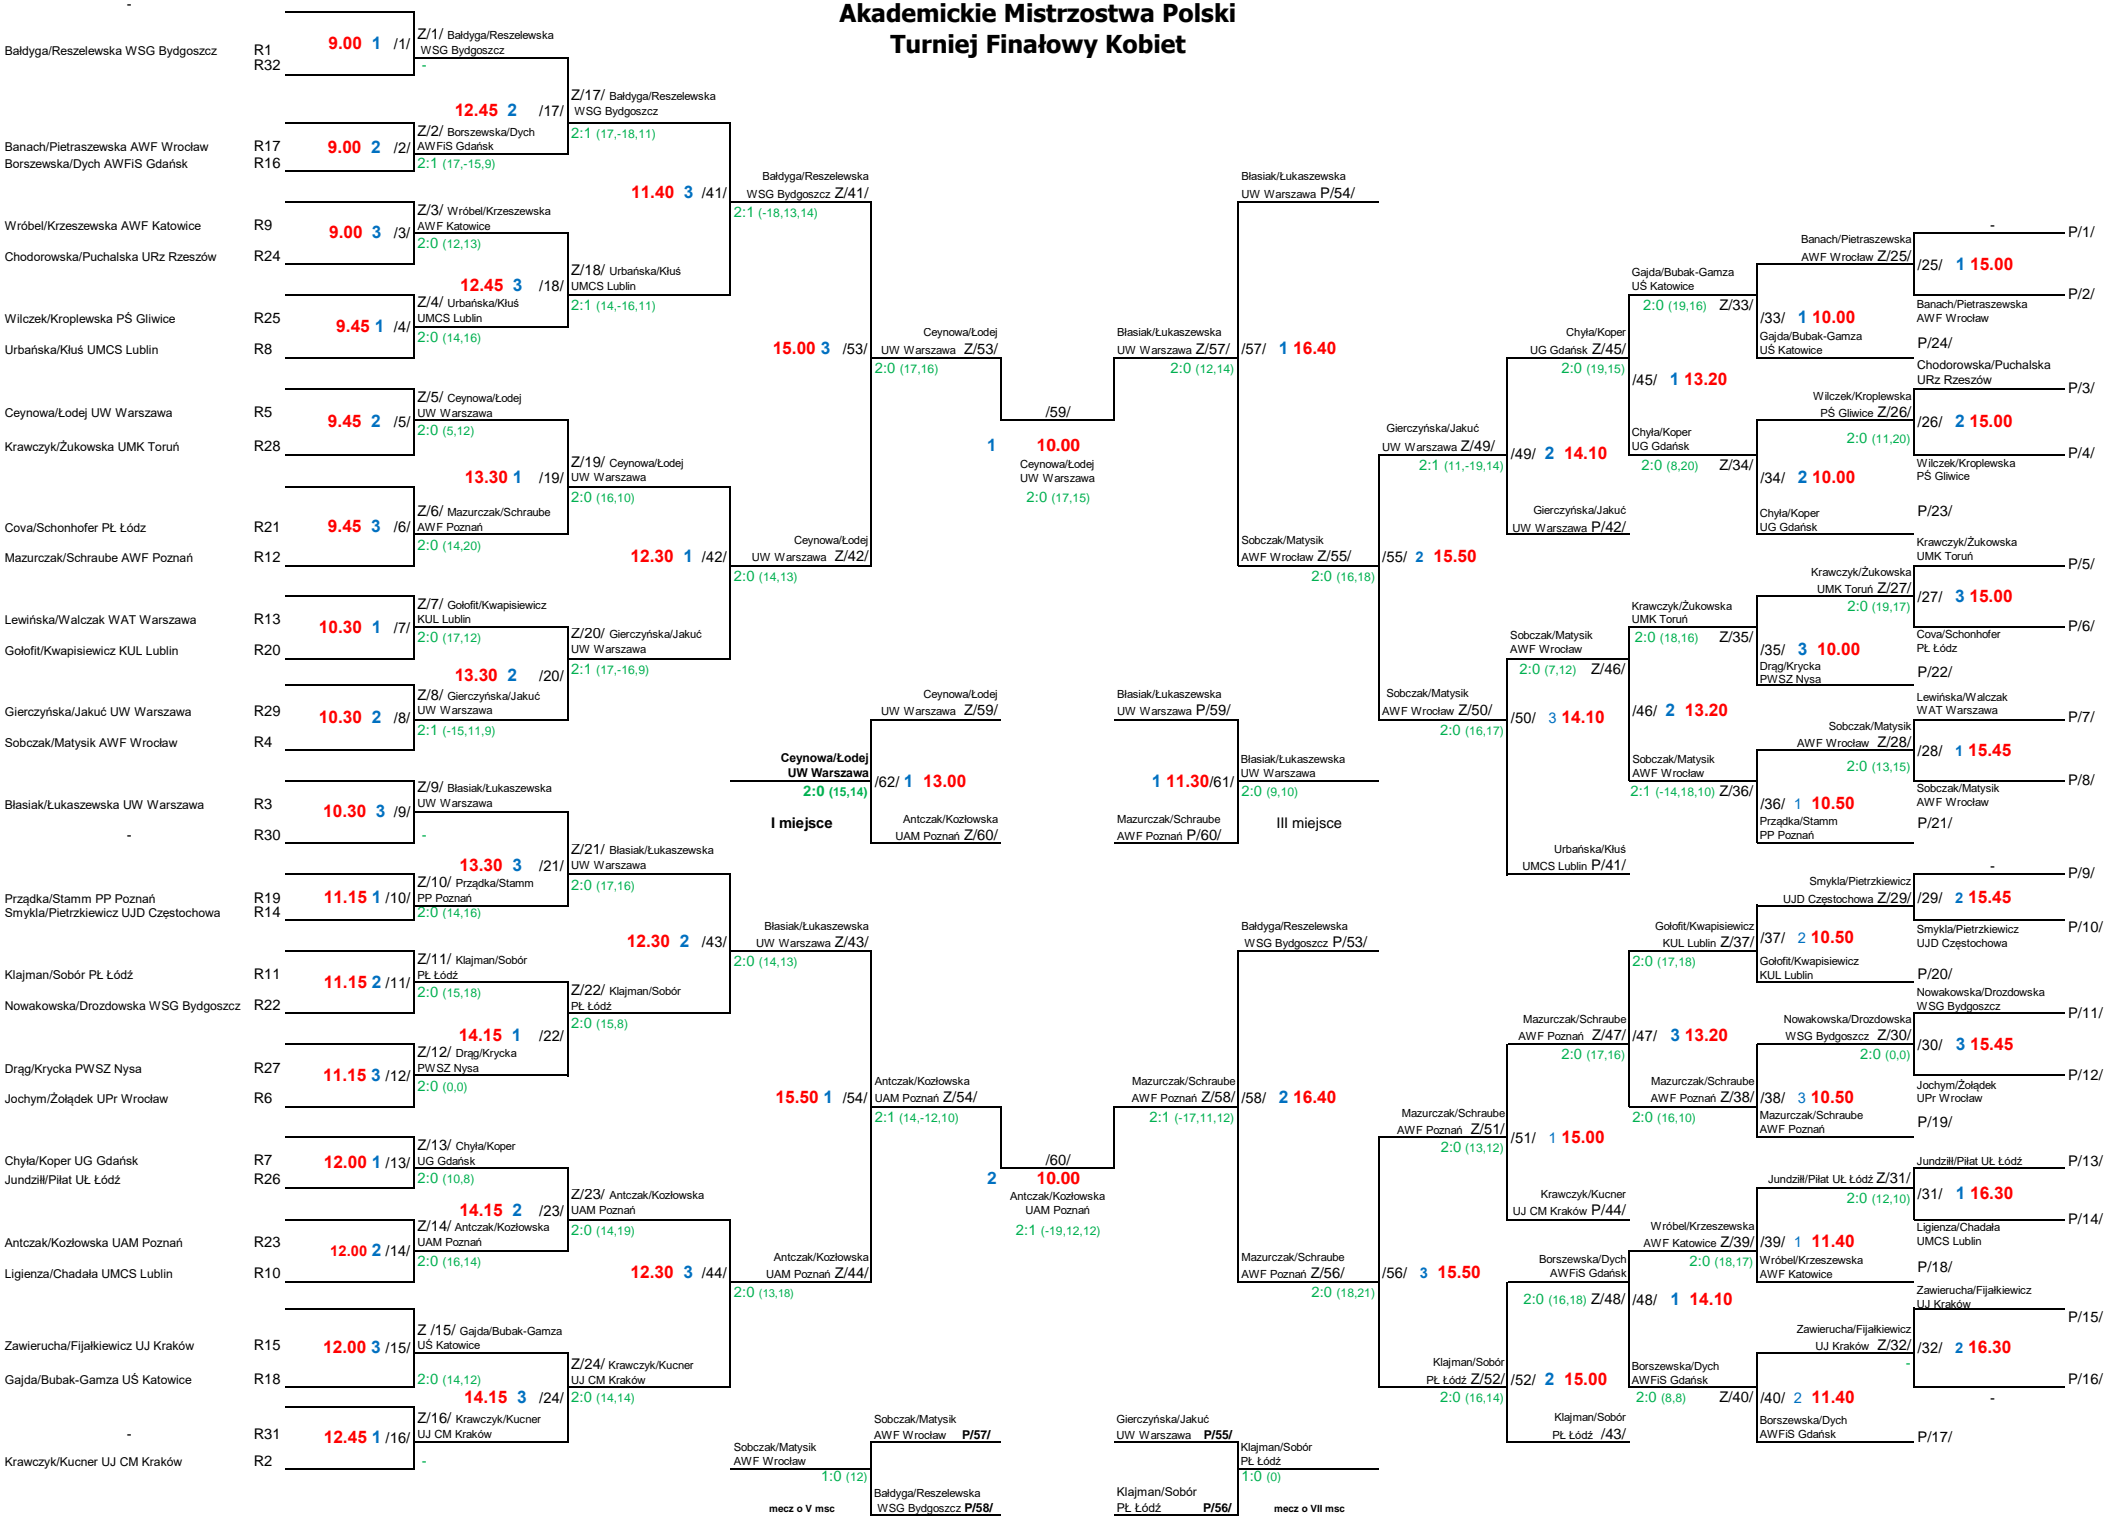 Akademickie Mistrzostwa Polski
Turniej Finałowy Kobiet
-
Bałdyga/Reszelewska WSG Bydgoszcz R1
R32
9.00 1 /1/
Banach/Pietraszewska AWF Wrocław R17
Borszewska/Dych AWFiS Gdańsk R16
9.00 2 /2/
Wróbel/Krzeszewska AWF Katowice R9
Chodorowska/Puchalska URz Rzeszów R24
9.00 3 /3/
Wilczek/Kroplewska PŚ Gliwice R25
Urbańska/Kłuś UMCS Lublin R8
9.45 1 /4/
Ceynowa/Łodej UW Warszawa R5
Krawczyk/Żukowska UMK Toruń R28
9.45 2 /5/
Cova/Schonhofer PŁ Łódz R21
Mazurczak/Schraube AWF Poznań R12
9.45 3 /6/
Lewińska/Walczak WAT Warszawa R13
Gołofit/Kwapisiewicz KUL Lublin R20
10.30 1 /7/
Gierczyńska/Jakuć UW Warszawa R29
Sobczak/Matysik AWF Wrocław R4
10.30 2 /8/
Błasiak/Łukaszewska UW Warszawa R3
- R30
10.30 3 /9/
Prządka/Stamm PP Poznań R19
Smykla/Pietrzkiewicz UJD Częstochowa R14
11.15 1 /10/
Klajman/Sobór PŁ Łódź R11
Nowakowska/Drozdowska WSG Bydgoszcz R22
11.15 2 /11/
Drąg/Krycka PWSZ Nysa R27
Jochym/Żołądek UPr Wrocław R6
11.15 3 /12/
Chyła/Koper UG Gdańsk R7
Jundziłł/Piłat UŁ Łódź R26
12.00 1 /13/
Antczak/Kozłowska UAM Poznań R23
Ligienza/Chadała UMCS Lublin R10
12.00 2 /14/
Zawierucha/Fijałkiewicz UJ Kraków R15
Gajda/Bubak-Gamza UŚ Katowice R18
12.00 3 /15/
- R31
Krawczyk/Kucner UJ CM Kraków R2
12.45 1 /16/
Z/1/ Bałdyga/Reszelewska
WSG Bydgoszcz
-
12.45 2 /17/
Z/2/ Borszewska/Dych
AWFiS Gdańsk
2:1 (17,-15,9)
Z/3/ Wróbel/Krzeszewska
AWF Katowice
2:0 (12,13)
12.45 3 /18/
Z/4/ Urbańska/Kłuś
UMCS Lublin
2:0 (14,16)
Z/5/ Ceynowa/Łodej
UW Warszawa
2:0 (5,12)
13.30 1 /19/
Z/6/ Mazurczak/Schraube
AWF Poznań
2:0 (14,20)
Z/7/ Gołofit/Kwapisiewicz
KUL Lublin
2:0 (17,12)
13.30 2 /20/
Z/8/ Gierczyńska/Jakuć
UW Warszawa
2:1 (-15,11,9)
Z/9/ Błasiak/Łukaszewska
UW Warszawa
-
13.30 3 /21/
Z/10/ Prządka/Stamm
PP Poznań
2:0 (14,16)
Z/11/ Klajman/Sobór
PŁ Łódź
2:0 (15,18)
14.15 1 /22/
Z/12/ Drąg/Krycka
PWSZ Nysa
2:0 (0,0)
Z/13/ Chyła/Koper
UG Gdańsk
2:0 (10,8)
14.15 2 /23/
Z/14/ Antczak/Kozłowska
UAM Poznań
2:0 (16,14)
Z /15/ Gajda/Bubak-Gamza
UŚ Katowice
2:0 (14,12)
14.15 3 /24/
Z/16/ Krawczyk/Kucner
UJ CM Kraków
-
Z/17/ Bałdyga/Reszelewska
WSG Bydgoszcz
2:1 (17,-18,11)
11.40 3 /41/
Z/18/ Urbańska/Kłuś
UMCS Lublin
2:1 (14,-16,11)
Z/19/ Ceynowa/Łodej
UW Warszawa
2:0 (16,10)
12.30 1 /42/
Z/20/ Gierczyńska/Jakuć
UW Warszawa
2:1 (17,-16,9)
Z/21/ Błasiak/Łukaszewska
UW Warszawa
2:0 (17,16)
12.30 2 /43/
Z/22/ Klajman/Sobór
PŁ Łódź
2:0 (15,8)
Z/23/ Antczak/Kozłowska
UAM Poznań
2:0 (14,19)
12.30 3 /44/
Z/24/ Krawczyk/Kucner
UJ CM Kraków
2:0 (14,14)
Bałdyga/Reszelewska
WSG Bydgoszcz Z/41/
2:1 (-18,13,14)
15.00 3 /53/
Ceynowa/Łodej
UW Warszawa Z/42/
2:0 (14,13)
Błasiak/Łukaszewska
UW Warszawa Z/43/
2:0 (14,13)
15.50 1 /54/
Antczak/Kozłowska
UAM Poznań Z/44/
2:0 (13,18)
Ceynowa/Łodej
UW Warszawa Z/53/
2:0 (17,16)
/59/
1 10.00
Ceynowa/Łodej
UW Warszawa
2:0 (17,15)
Błasiak/Łukaszewska
UW Warszawa Z/57/
2:0 (12,14)
Ceynowa/Łodej
UW Warszawa Z/59/
Ceynowa/Łodej
UW Warszawa
2:0 (15,14)
/62/ 1 13.00
I miejsce
Antczak/Kozłowska
UAM Poznań Z/60/
Błasiak/Łukaszewska
UW Warszawa P/59/
1 11.30 /61/
Błasiak/Łukaszewska
UW Warszawa
2:0 (9,10)
Mazurczak/Schraube
AWF Poznań P/60/
III miejsce
Antczak/Kozłowska
UAM Poznań Z/54/
2:1 (14,-12,10)
/60/
2 10.00
Antczak/Kozłowska
UAM Poznań
2:1 (-19,12,12)
Mazurczak/Schraube
AWF Poznań Z/58/
2:1 (-17,11,12)
Sobczak/Matysik
AWF Wrocław P/57/
Sobczak/Matysik
AWF Wrocław
1:0 (12)
Bałdyga/Reszelewska
WSG Bydgoszcz P/58/
mecz o V msc
Gierczyńska/Jakuć
UW Warszawa P/55/
Klajman/Sobór
PŁ Łódź
1:0 (0)
Klajman/Sobór
PŁ Łódź P/56/
mecz o VII msc
Błasiak/Łukaszewska
UW Warszawa P/54/
/57/ 1 16.40
Sobczak/Matysik
AWF Wrocław Z/55/
2:0 (16,18)
Bałdyga/Reszelewska
WSG Bydgoszcz P/53/
/58/ 2 16.40
Mazurczak/Schraube
AWF Poznań Z/56/
2:0 (18,21)
Gierczyńska/Jakuć
UW Warszawa Z/49/
2:1 (11,-19,14)
/55/ 2 15.50
Sobczak/Matysik
AWF Wrocław Z/50/
2:0 (16,17)
Mazurczak/Schraube
AWF Poznań Z/51/
2:0 (13,12)
/56/ 3 15.50
Klajman/Sobór
PŁ Łódź Z/52/
2:0 (16,14)
Chyła/Koper
UG Gdańsk Z/45/
2:0 (19,15)
/49/ 2 14.10
Gierczyńska/Jakuć
UW Warszawa P/42/
Sobczak/Matysik
AWF Wrocław
2:0 (7,12) Z/46/
/50/ 3 14.10
Urbańska/Kłuś
UMCS Lublin P/41/
Mazurczak/Schraube
AWF Poznań Z/47/
2:0 (17,16)
/51/ 1 15.00
Krawczyk/Kucner
UJ CM Kraków P/44/
Borszewska/Dych
AWFiS Gdańsk
2:0 (16,18) Z/48/
/52/ 2 15.00
Klajman/Sobór
PŁ Łódź /43/
Gajda/Bubak-Gamza
UŚ Katowice
2:0 (19,16) Z/33/
/45/ 1 13.20
Chyła/Koper
UG Gdańsk
2:0 (8,20) Z/34/
Krawczyk/Żukowska
UMK Toruń
2:0 (18,16) Z/35/
/46/ 2 13.20
Sobczak/Matysik
AWF Wrocław
2:1 (-14,18,10) Z/36/
Gołofit/Kwapisiewicz
KUL Lublin Z/37/
2:0 (17,18)
/47/ 3 13.20
Mazurczak/Schraube
AWF Poznań Z/38/
2:0 (16,10)
Wróbel/Krzeszewska
AWF Katowice Z/39/
2:0 (18,17)
/48/ 1 14.10
Borszewska/Dych
AWFiS Gdańsk
2:0 (8,8) Z/40/
Banach/Pietraszewska
AWF Wrocław Z/25/
/33/ 1 10.00
Gajda/Bubak-Gamza
UŚ Katowice
P/24/
Wilczek/Kroplewska
PŚ Gliwice Z/26/
2:0 (11,20)
/34/ 2 10.00
Chyła/Koper
UG Gdańsk
P/23/
Krawczyk/Żukowska
UMK Toruń Z/27/
2:0 (19,17)
/35/ 3 10.00
Drąg/Krycka
PWSZ Nysa
P/22/
Sobczak/Matysik
AWF Wrocław Z/28/
2:0 (13,15)
/36/ 1 10.50
Prządka/Stamm
PP Poznań
P/21/
Smykla/Pietrzkiewicz
UJD Częstochowa Z/29/
/37/ 2 10.50
Gołofit/Kwapisiewicz
KUL Lublin
P/20/
Nowakowska/Drozdowska
WSG Bydgoszcz Z/30/
2:0 (0,0)
/38/ 3 10.50
Mazurczak/Schraube
AWF Poznań
P/19/
Jundziłł/Piłat UŁ Łódź Z/31/
2:0 (12,10)
/39/ 1 11.40
Wróbel/Krzeszewska
AWF Katowice
P/18/
Zawierucha/Fijałkiewicz
UJ Kraków Z/32/
-
/40/ 2 11.40
Borszewska/Dych
AWFiS Gdańsk
P/17/
- P/1/
/25/ 1 15.00
P/2/
Banach/Pietraszewska
AWF Wrocław
Chodorowska/Puchalska
URz Rzeszów
P/3/
/26/ 2 15.00
P/4/
Wilczek/Kroplewska
PŚ Gliwice
Krawczyk/Żukowska
UMK Toruń
P/5/
/27/ 3 15.00
P/6/
Cova/Schonhofer
PŁ Łódz
Lewińska/Walczak
WAT Warszawa
P/7/
/28/ 1 15.45
P/8/
Sobczak/Matysik
AWF Wrocław
- P/9/
/29/ 2 15.45
P/10/
Smykla/Pietrzkiewicz
UJD Częstochowa
Nowakowska/Drozdowska
WSG Bydgoszcz
P/11/
/30/ 3 15.45
P/12/
Jochym/Żołądek
UPr Wrocław
Jundziłł/Piłat UŁ Łódź P/13/
/31/ 1 16.30
P/14/
Ligienza/Chadała
UMCS Lublin
Zawierucha/Fijałkiewicz
UJ Kraków
P/15/
/32/ 2 16.30
P/16/
-